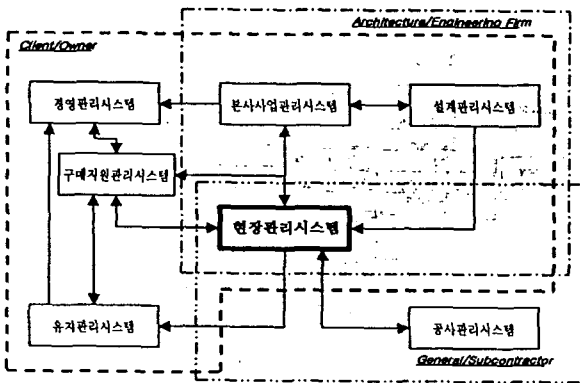 Architecture/Engineering Firm
Client/Owner
경영관리시스템
본사사업관리시스템
설계관리시스템
구매지원관리시스템
현장관리시스템
유지관리시스템
공사관리시스템
General/Subcontractor